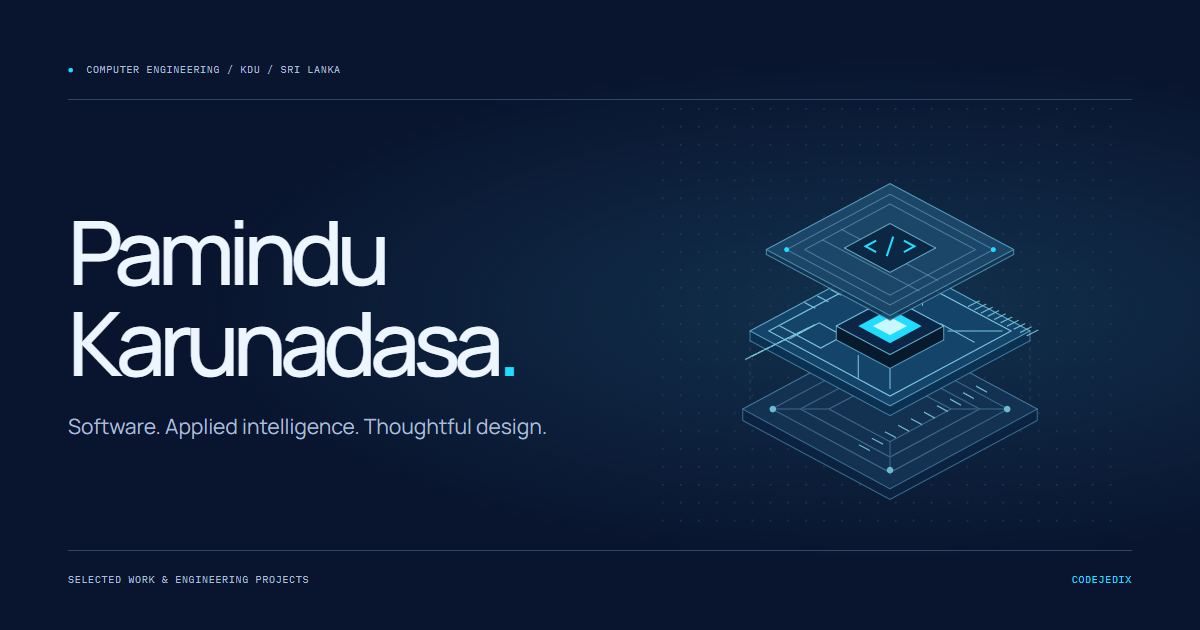 COMPUTER ENGINEERING / KDU / SRI LANKA
Pamindu
Karunadasa.
Software. Applied intelligence. Thoughtful design.
</>
SELECTED WORK & ENGINEERING PROJECTS
CODEJEDIX